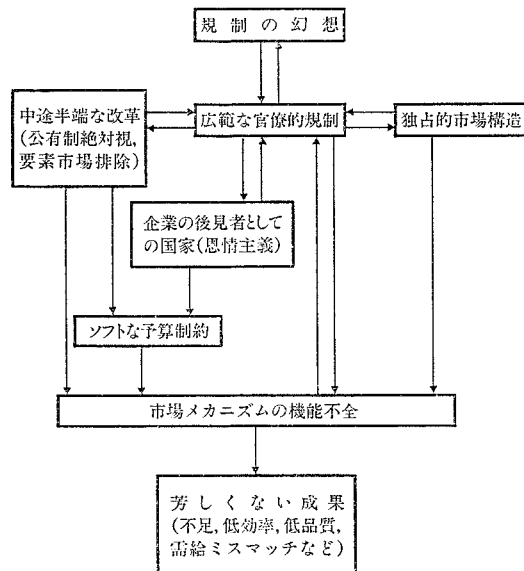 規制の幻想
中途半端な改革
(公有制絶対視,
要素市場排除)
広範な官僚的規制
独占的市場構造
企業の後見者として
の国家(恩情主義)
ソフトな予算制約
市場メカニズムの機能不全
芳しくない成果
(不足, 低効率, 低品質,
需給ミスマッチなど)